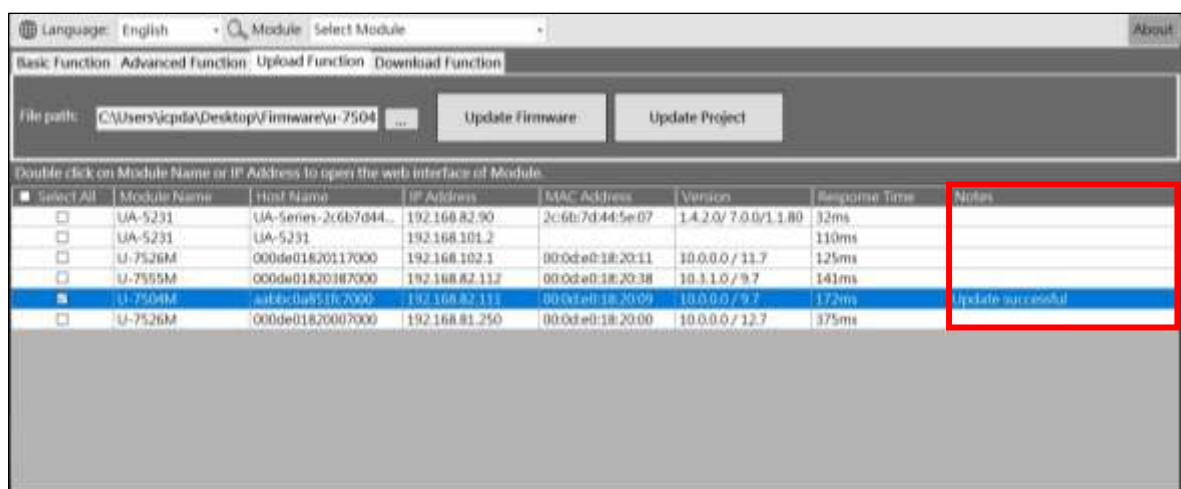 Language: English Module Select Module About
Basic Function Advanced Function Upload Function Download Function
File path: C:\Users\icpda\Desktop\Firmware\u-7504 ... Update Firmware Update Project
Double click on Module Name or IP Address to open the web interface of Module.
Select All Module Name Host Name IP Address MAC Address Version Response Time Notes
UA-5231 UA-Series-2c6b7d44... 192.168.82.90 2c:6b:7d:44:5e:07 1.4.2.0/ 7.0.0/1.1.80 32ms
UA-5231 UA-5231 192.168.101.2 110ms
U-7526M 000de01820117000 192.168.102.1 00:0d:e0:18:20:11 10.0.0.0 / 11.7 125ms
U-7555M 000de01820387000 192.168.82.112 00:0d:e0:18:20:38 10.3.1.0 / 9.7 141ms
U-7504M 192.168.82.111 00:0d:e0:18:20:09 10.0.0.0 / 9.7 172ms Update successful
U-7526M 000de01820007000 192.168.81.250 00:0d:e0:18:20:00 10.0.0.0 / 12.7 375ms